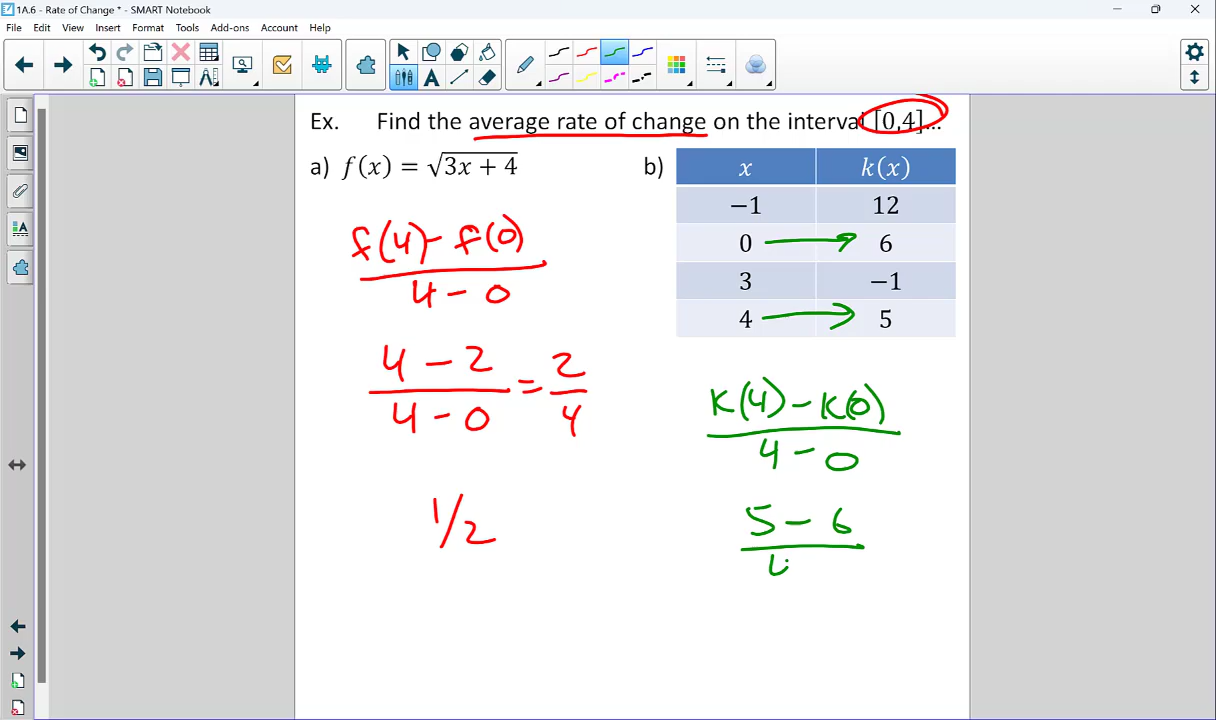 1A.6 - Rate of Change * - SMART Notebook
File Edit View Insert Format Tools Add-ons Account Help
Ex. Find the average rate of change on the interval [0,4]...
a) f(x) = √3x + 4
b)
x k(x)
−1 12
0 → 6
3 −1
4 → 5
f(4) - f(0)
4 - 0
4 - 2 = 2
4 - 0 4
1/2
k(4) - k(0)
4 - 0
5 - 6